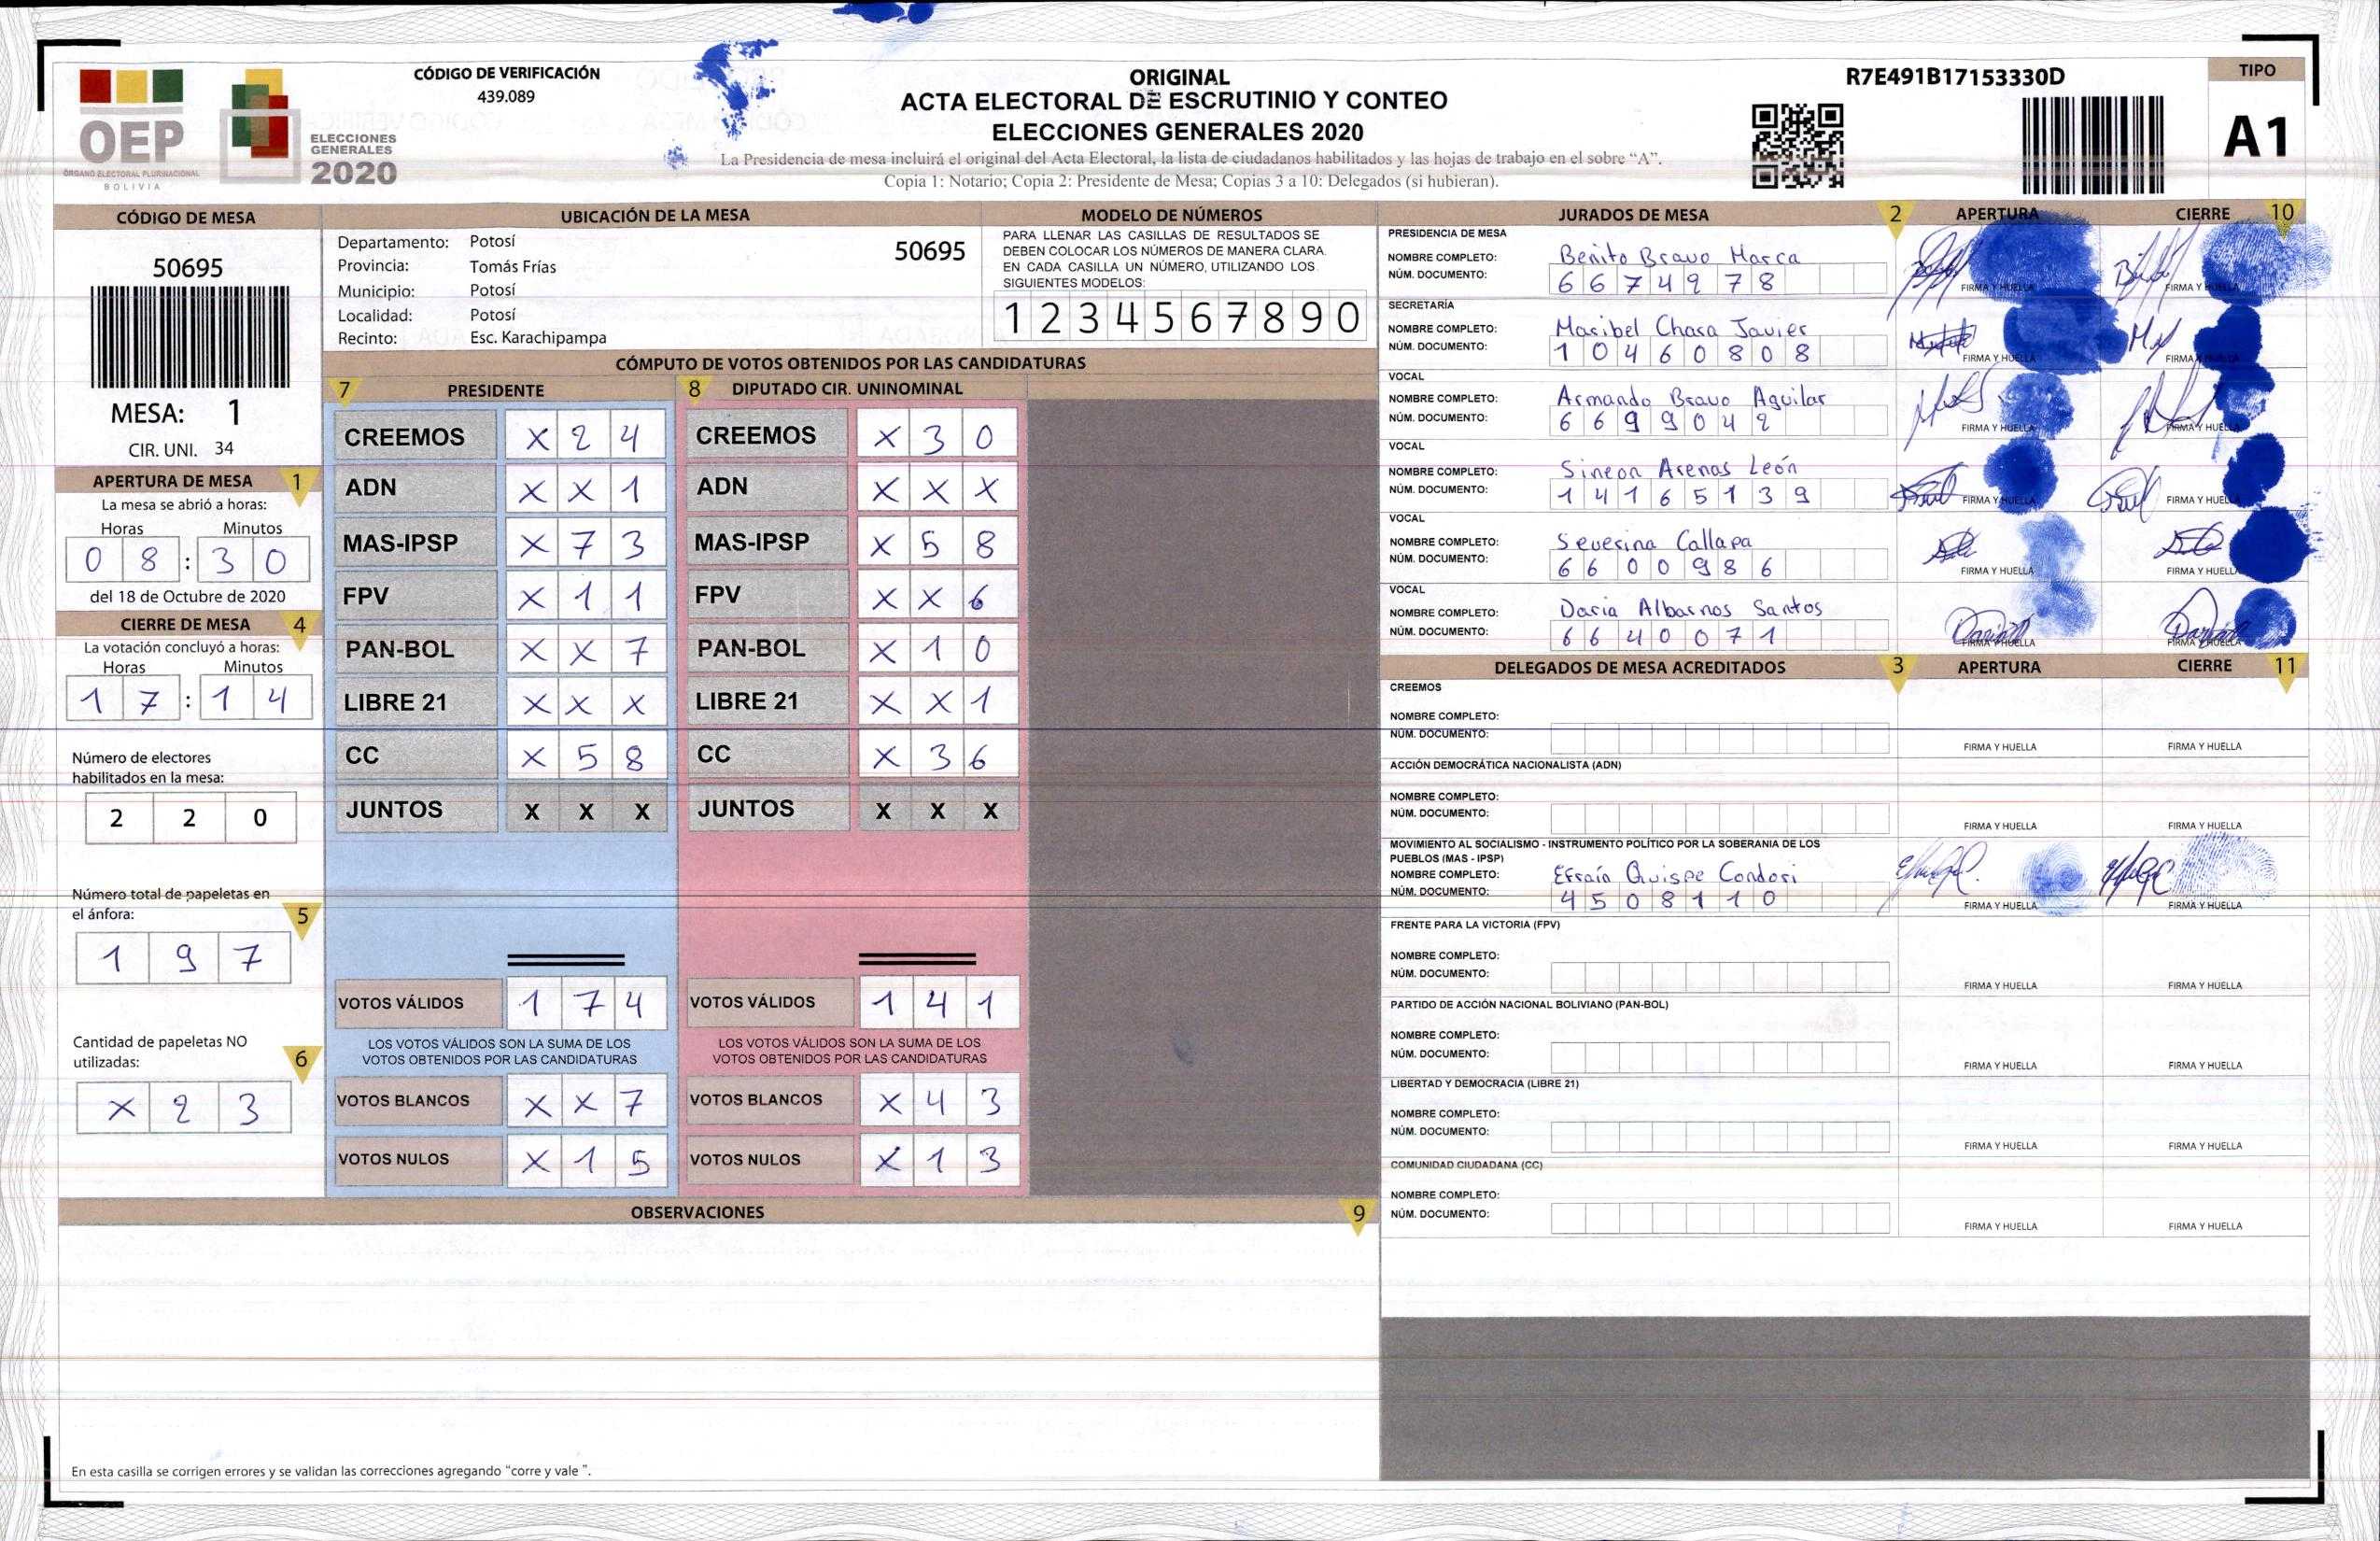 CÓDIGO DE VERIFICACIÓN
439.089
OEP
ÓRGANO ELECTORAL PLURINACIONAL
BOLIVIA
ELECCIONES
GENERALES
2020
ORIGINAL
ACTA ELECTORAL DE ESCRUTINIO Y CONTEO
ELECCIONES GENERALES 2020
La Presidencia de mesa incluirá el original del Acta Electoral, la lista de ciudadanos habilitados y las hojas de trabajo en el sobre “A”.
Copia 1: Notario; Copia 2: Presidente de Mesa; Copias 3 a 10: Delegados (si hubieran).
R7E491B17153330D
TIPO
A1
CÓDIGO DE MESA
50695
MESA: 1
CIR. UNI. 34
APERTURA DE MESA 1
La mesa se abrió a horas:
Horas Minutos
0 8 : 3 0
del 18 de Octubre de 2020
CIERRE DE MESA 4
La votación concluyó a horas:
Horas Minutos
1 7 : 1 4
Número de electores
habilitados en la mesa:
2 2 0
Número total de papeletas en
el ánfora: 5
1 9 7
Cantidad de papeletas NO
utilizadas: 6
X 2 3
UBICACIÓN DE LA MESA
Departamento: Potosí 50695
Provincia: Tomás Frías
Municipio: Potosí
Localidad: Potosí
Recinto: Esc. Karachipampa
MODELO DE NÚMEROS
PARA LLENAR LAS CASILLAS DE RESULTADOS SE
DEBEN COLOCAR LOS NÚMEROS DE MANERA CLARA.
EN CADA CASILLA UN NÚMERO, UTILIZANDO LOS
SIGUIENTES MODELOS:
1 2 3 4 5 6 7 8 9 0
CÓMPUTO DE VOTOS OBTENIDOS POR LAS CANDIDATURAS
7 PRESIDENTE 8 DIPUTADO CIR. UNINOMINAL
CREEMOS X 2 4 CREEMOS X 3 0
ADN X X 1 ADN X X X
MAS-IPSP X 7 3 MAS-IPSP X 5 8
FPV X 1 1 FPV X X 6
PAN-BOL X X 7 PAN-BOL X 1 0
LIBRE 21 X X X LIBRE 21 X X 1
CC X 5 8 CC X 3 6
JUNTOS X X X JUNTOS X X X
VOTOS VÁLIDOS 1 7 4 VOTOS VÁLIDOS 1 4 1
LOS VOTOS VÁLIDOS SON LA SUMA DE LOS LOS VOTOS VÁLIDOS SON LA SUMA DE LOS
VOTOS OBTENIDOS POR LAS CANDIDATURAS VOTOS OBTENIDOS POR LAS CANDIDATURAS
VOTOS BLANCOS X X 7 VOTOS BLANCOS X 4 3
VOTOS NULOS X 1 5 VOTOS NULOS X 1 3
OBSERVACIONES 9
En esta casilla se corrigen errores y se validan las correcciones agregando “corre y vale ”.
JURADOS DE MESA 2 APERTURA CIERRE 10
PRESIDENCIA DE MESA
NOMBRE COMPLETO: Benito Bravo Marca
NÚM. DOCUMENTO: 6 6 7 4 9 7 8
FIRMA Y HUELLA FIRMA Y HUELLA
SECRETARÍA
NOMBRE COMPLETO: Maribel Chara Javier
NÚM. DOCUMENTO: 1 0 4 6 0 8 0 8
FIRMA Y HUELLA FIRMA
VOCAL
NOMBRE COMPLETO: Armando Bravo Aguilar
NÚM. DOCUMENTO: 6 6 9 9 0 4 2
FIRMA Y HUELLA FIRMA Y HUELLA
VOCAL
NOMBRE COMPLETO: Simeon Arenas León
NÚM. DOCUMENTO: 1 4 1 6 5 1 3 9
FIRMA Y HUELLA FIRMA Y HUELLA
VOCAL
NOMBRE COMPLETO: Severina Callapa
NÚM. DOCUMENTO: 6 6 0 0 9 8 6
FIRMA Y HUELLA FIRMA Y HUELLA
VOCAL
NOMBRE COMPLETO: Daria Albarnos Santos
NÚM. DOCUMENTO: 6 6 4 0 0 7 1
FIRMA Y HUELLA FIRMA Y HUELLA
DELEGADOS DE MESA ACREDITADOS 3 APERTURA CIERRE 11
CREEMOS
NOMBRE COMPLETO:
NÚM. DOCUMENTO:
FIRMA Y HUELLA FIRMA Y HUELLA
ACCIÓN DEMOCRÁTICA NACIONALISTA (ADN)
NOMBRE COMPLETO:
NÚM. DOCUMENTO:
FIRMA Y HUELLA FIRMA Y HUELLA
MOVIMIENTO AL SOCIALISMO - INSTRUMENTO POLÍTICO POR LA SOBERANIA DE LOS
PUEBLOS (MAS - IPSP)
NOMBRE COMPLETO: Efraín Quispe Condori
NÚM. DOCUMENTO: 4 5 0 8 1 1 0
FIRMA Y HUELLA FIRMA Y HUELLA
FRENTE PARA LA VICTORIA (FPV)
NOMBRE COMPLETO:
NÚM. DOCUMENTO:
FIRMA Y HUELLA FIRMA Y HUELLA
PARTIDO DE ACCIÓN NACIONAL BOLIVIANO (PAN-BOL)
NOMBRE COMPLETO:
NÚM. DOCUMENTO:
FIRMA Y HUELLA FIRMA Y HUELLA
LIBERTAD Y DEMOCRACIA (LIBRE 21)
NOMBRE COMPLETO:
NÚM. DOCUMENTO:
FIRMA Y HUELLA FIRMA Y HUELLA
COMUNIDAD CIUDADANA (CC)
NOMBRE COMPLETO:
NÚM. DOCUMENTO:
FIRMA Y HUELLA FIRMA Y HUELLA